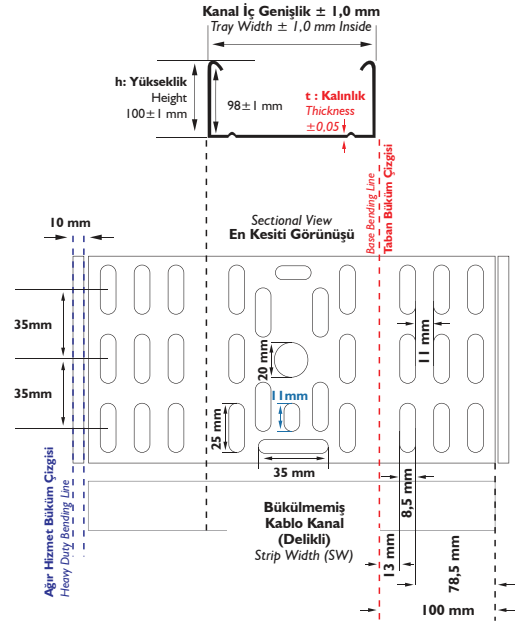 Kanal İç Genişlik ± 1,0 mm
Tray Width ± 1,0 mm Inside
h: Yükseklik
Height
100±1 mm
98±1 mm
t : Kalınlık
Thickness
±0,05
Sectional View
En Kesiti Görünüşü
Base Bending Line
Taban Büküm Çizgisi
10 mm
35mm
35mm
20 mm
11mm
11 mm
25 mm
35 mm
8,5 mm
Ağır Hizmet Büküm Çizgisi
Heavy Duty Bending Line
Bükülmemiş
Kablo Kanal
(Delikli)
Strip Width (SW)
13 mm
78,5 mm
100 mm